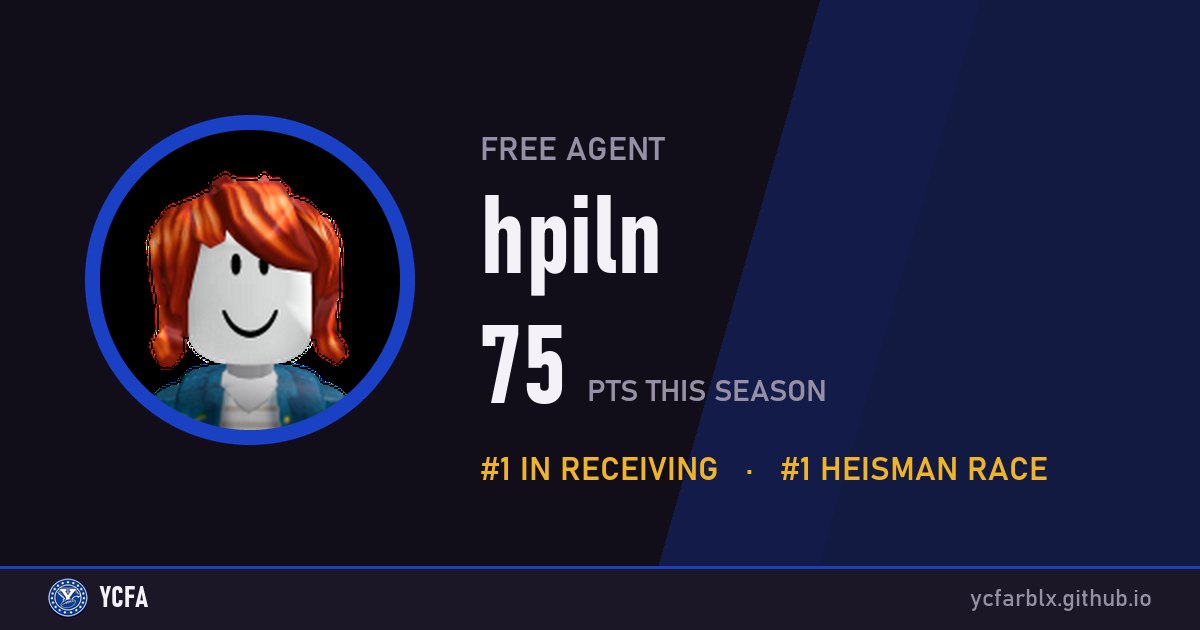 FREE AGENT
hpiln
75 PTS THIS SEASON
#1 IN RECEIVING · #1 HEISMAN RACE
YCFA
ycfarblx.github.io